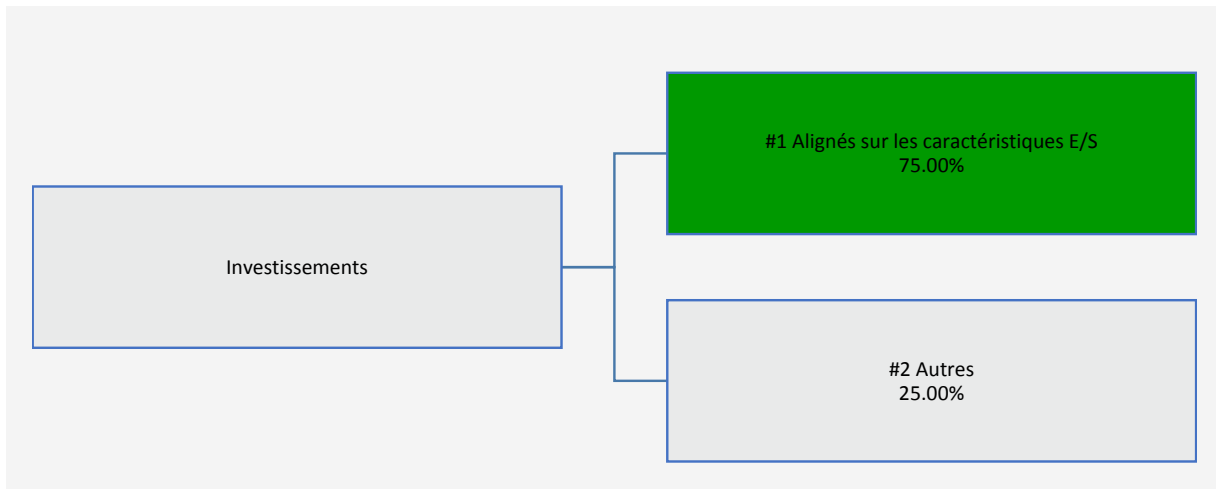 Investissements
#1 Alignés sur les caractéristiques E/S
75.00%
#2 Autres
25.00%